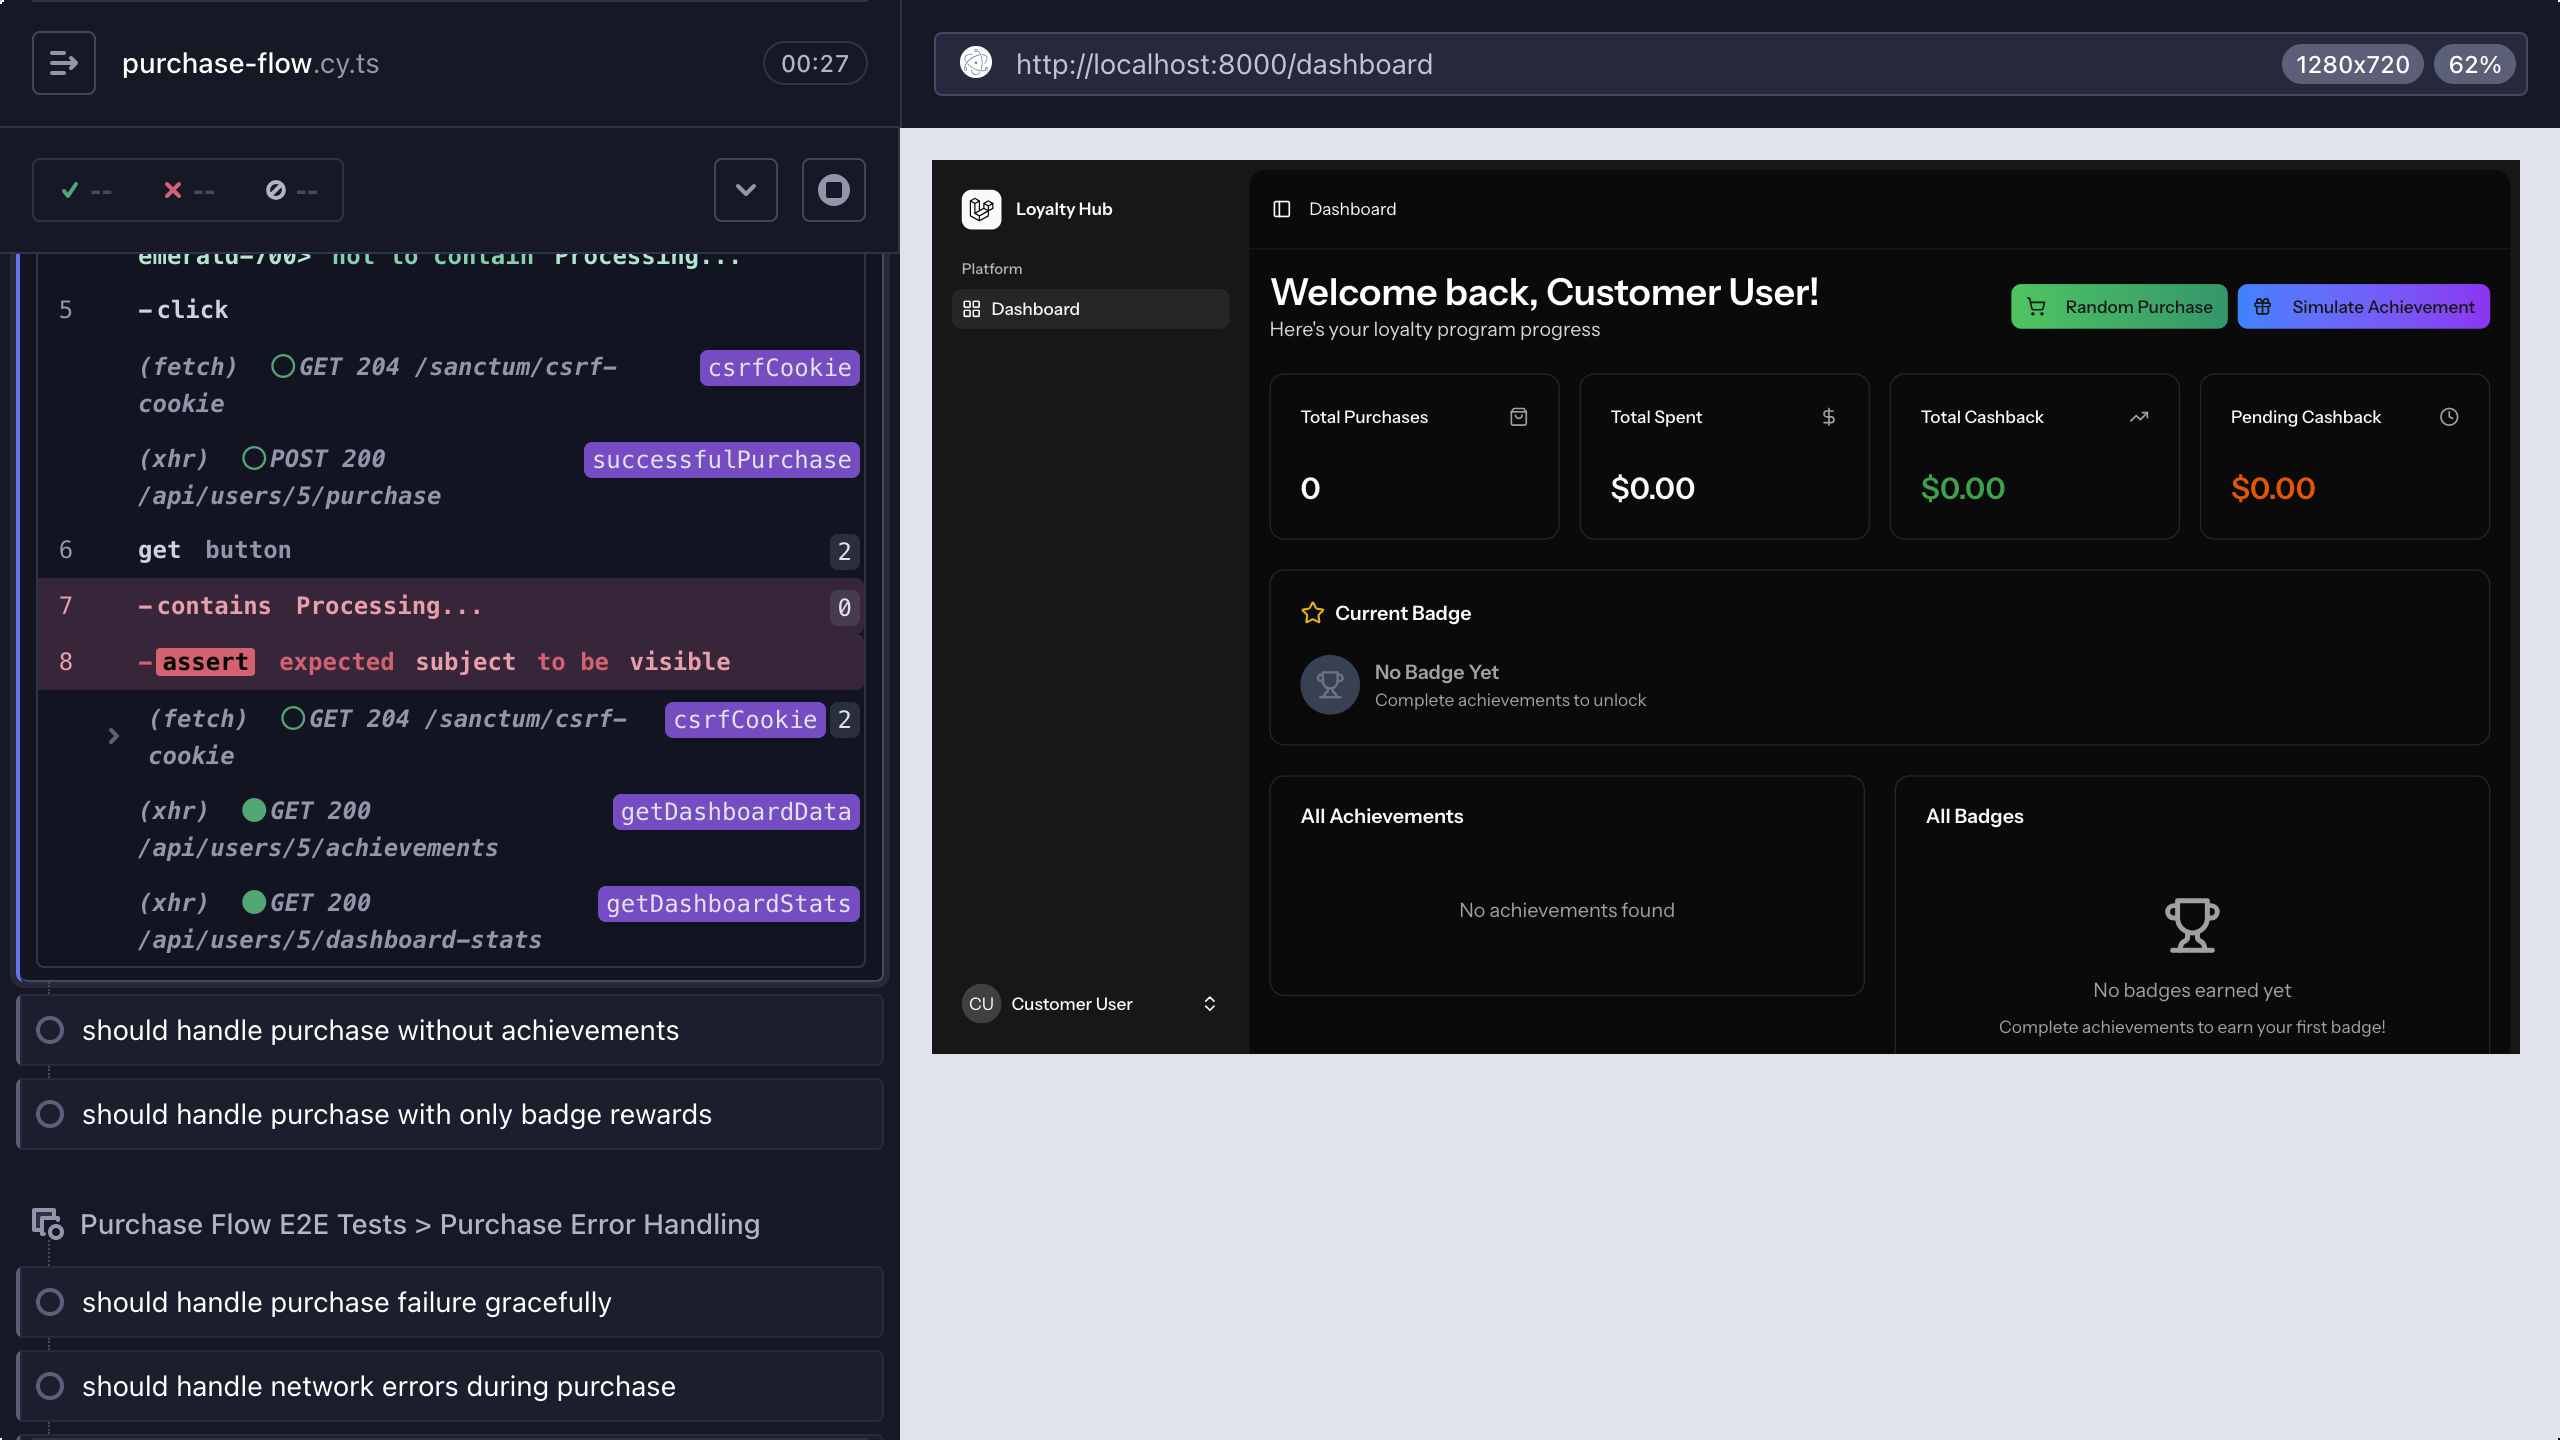 purchase-flow.cy.ts
00:27
-- -- --
emerald-700> not to contain Processing...
5 -click
(fetch) GET 204 /sanctum/csrf-
cookie
csrfCookie
(xhr) POST 200
/api/users/5/purchase
successfulPurchase
6 get button 2
7 -contains Processing... 0
8 -assert expected subject to be visible
(fetch) GET 204 /sanctum/csrf-
cookie
csrfCookie 2
(xhr) GET 200
/api/users/5/achievements
getDashboardData
(xhr) GET 200
/api/users/5/dashboard-stats
getDashboardStats
should handle purchase without achievements
should handle purchase with only badge rewards
Purchase Flow E2E Tests > Purchase Error Handling
should handle purchase failure gracefully
should handle network errors during purchase
http://localhost:8000/dashboard
1280x720
62%
Loyalty Hub
Platform
Dashboard
CU Customer User
Dashboard
Welcome back, Customer User!
Here's your loyalty program progress
Random Purchase
Simulate Achievement
Total Purchases
0
Total Spent
$0.00
Total Cashback
$0.00
Pending Cashback
$0.00
Current Badge
No Badge Yet
Complete achievements to unlock
All Achievements
No achievements found
All Badges
No badges earned yet
Complete achievements to earn your first badge!